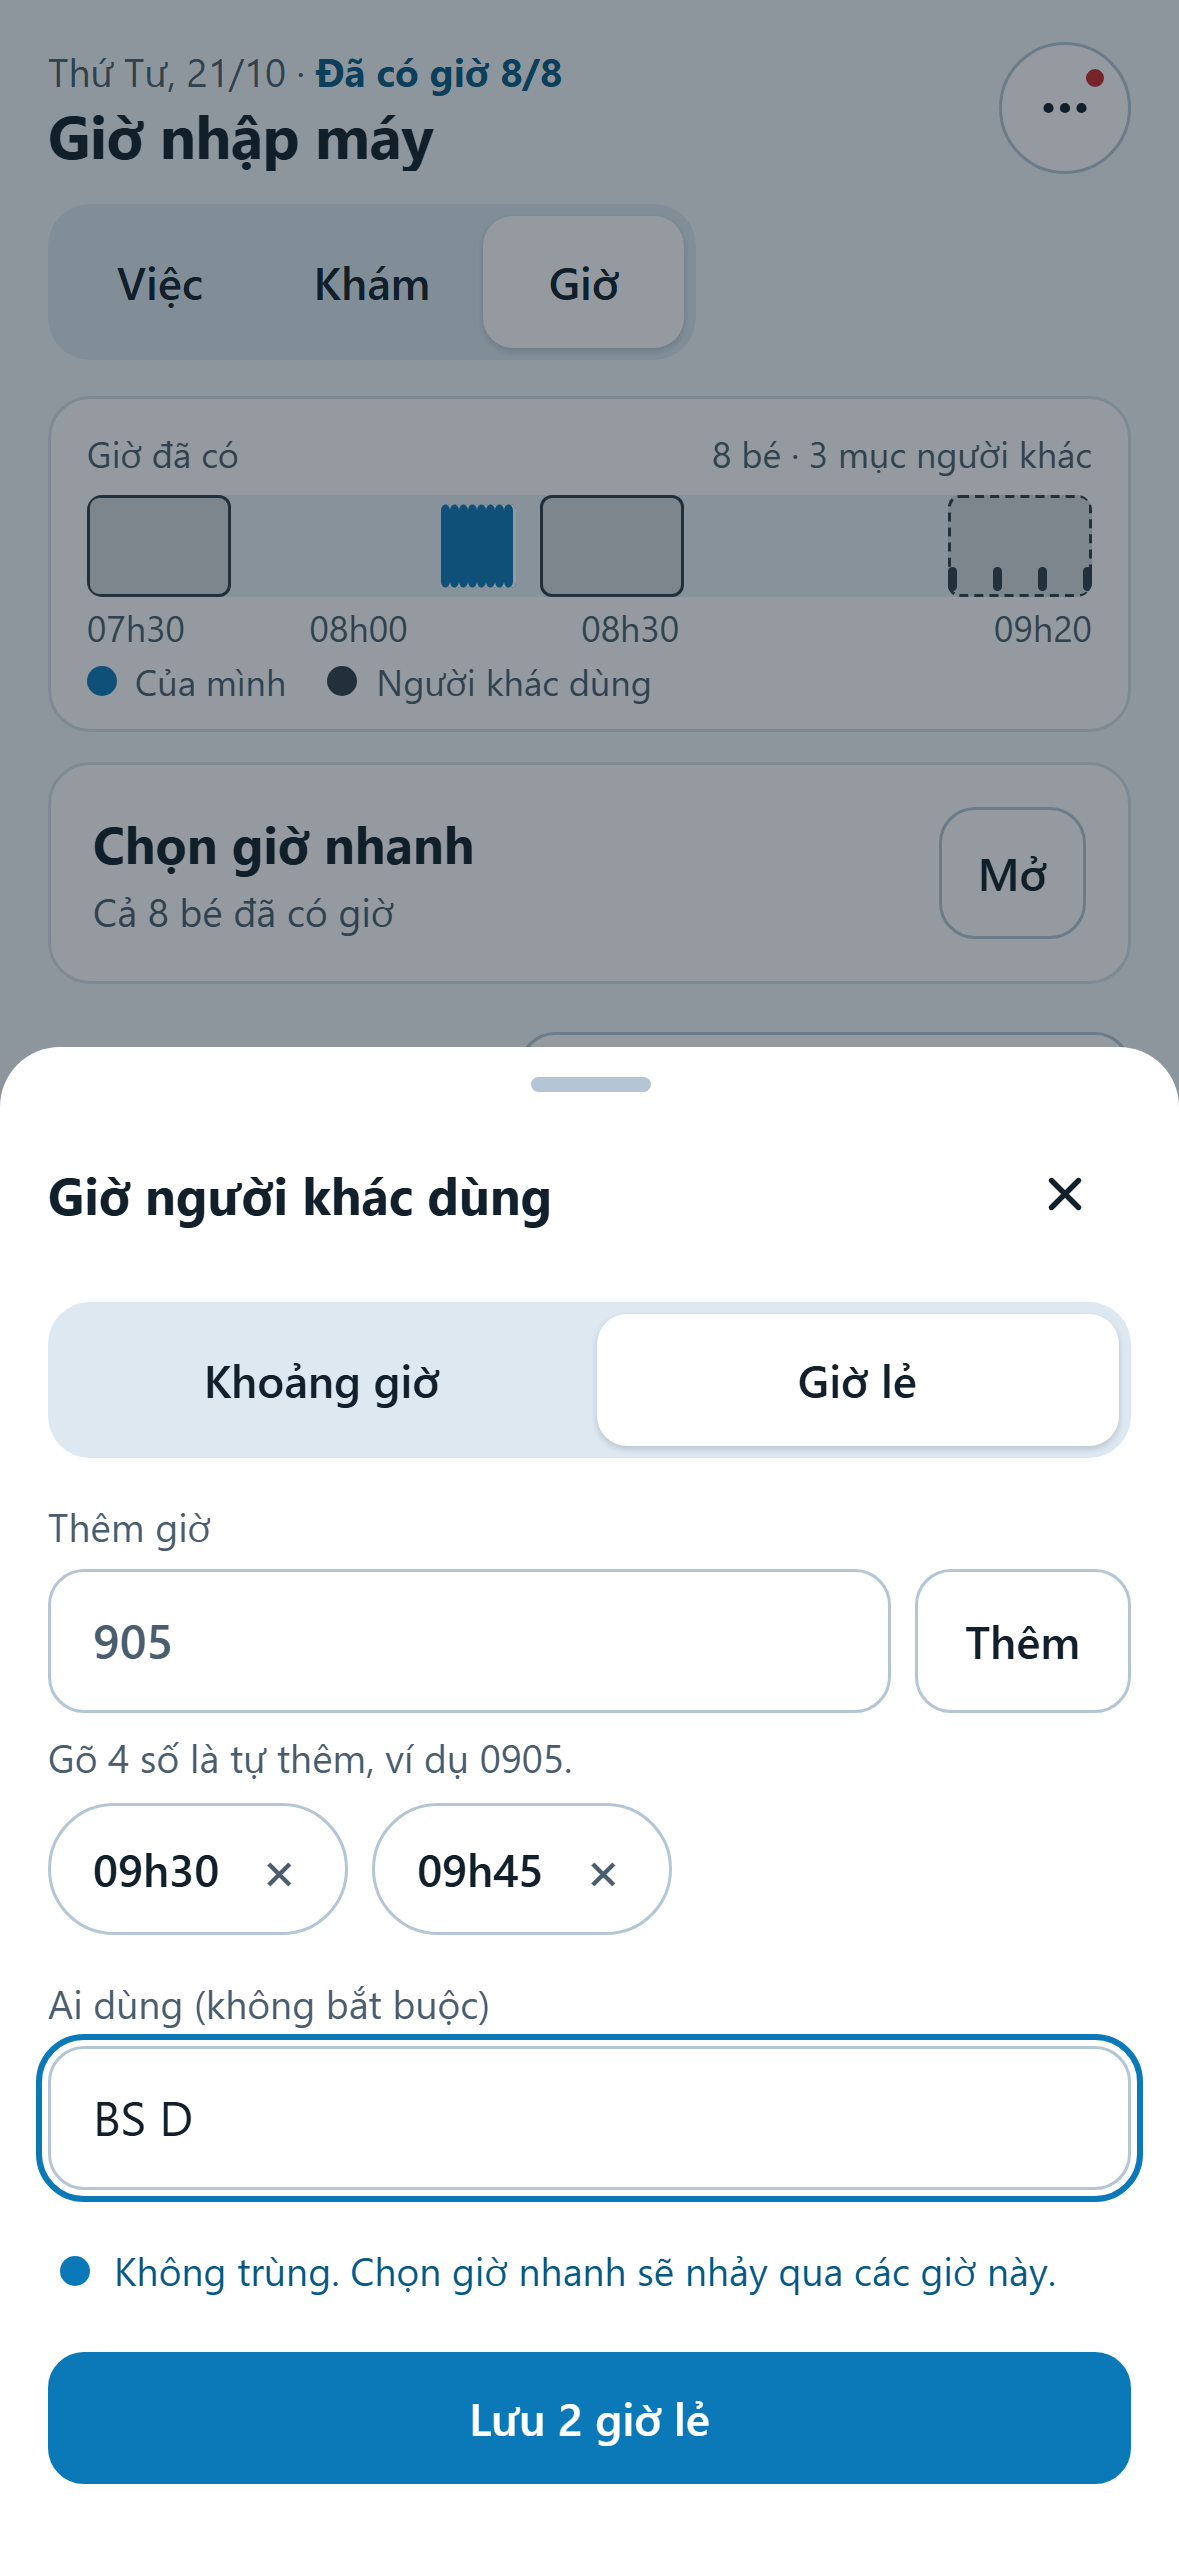 Thứ Tư, 21/10 · Đã có giờ 8/8
Giờ nhập máy
Việc Khám Giờ
Giờ đã có 8 bé · 3 mục người khác
07h30 08h00 08h30 09h20
Của mình Người khác dùng
Chọn giờ nhanh
Cả 8 bé đã có giờ
Mở
Giờ người khác dùng
Khoảng giờ Giờ lẻ
Thêm giờ
905 Thêm
Gõ 4 số là tự thêm, ví dụ 0905.
09h30 × 09h45 ×
Ai dùng (không bắt buộc)
BS D
Không trùng. Chọn giờ nhanh sẽ nhảy qua các giờ này.
Lưu 2 giờ lẻ